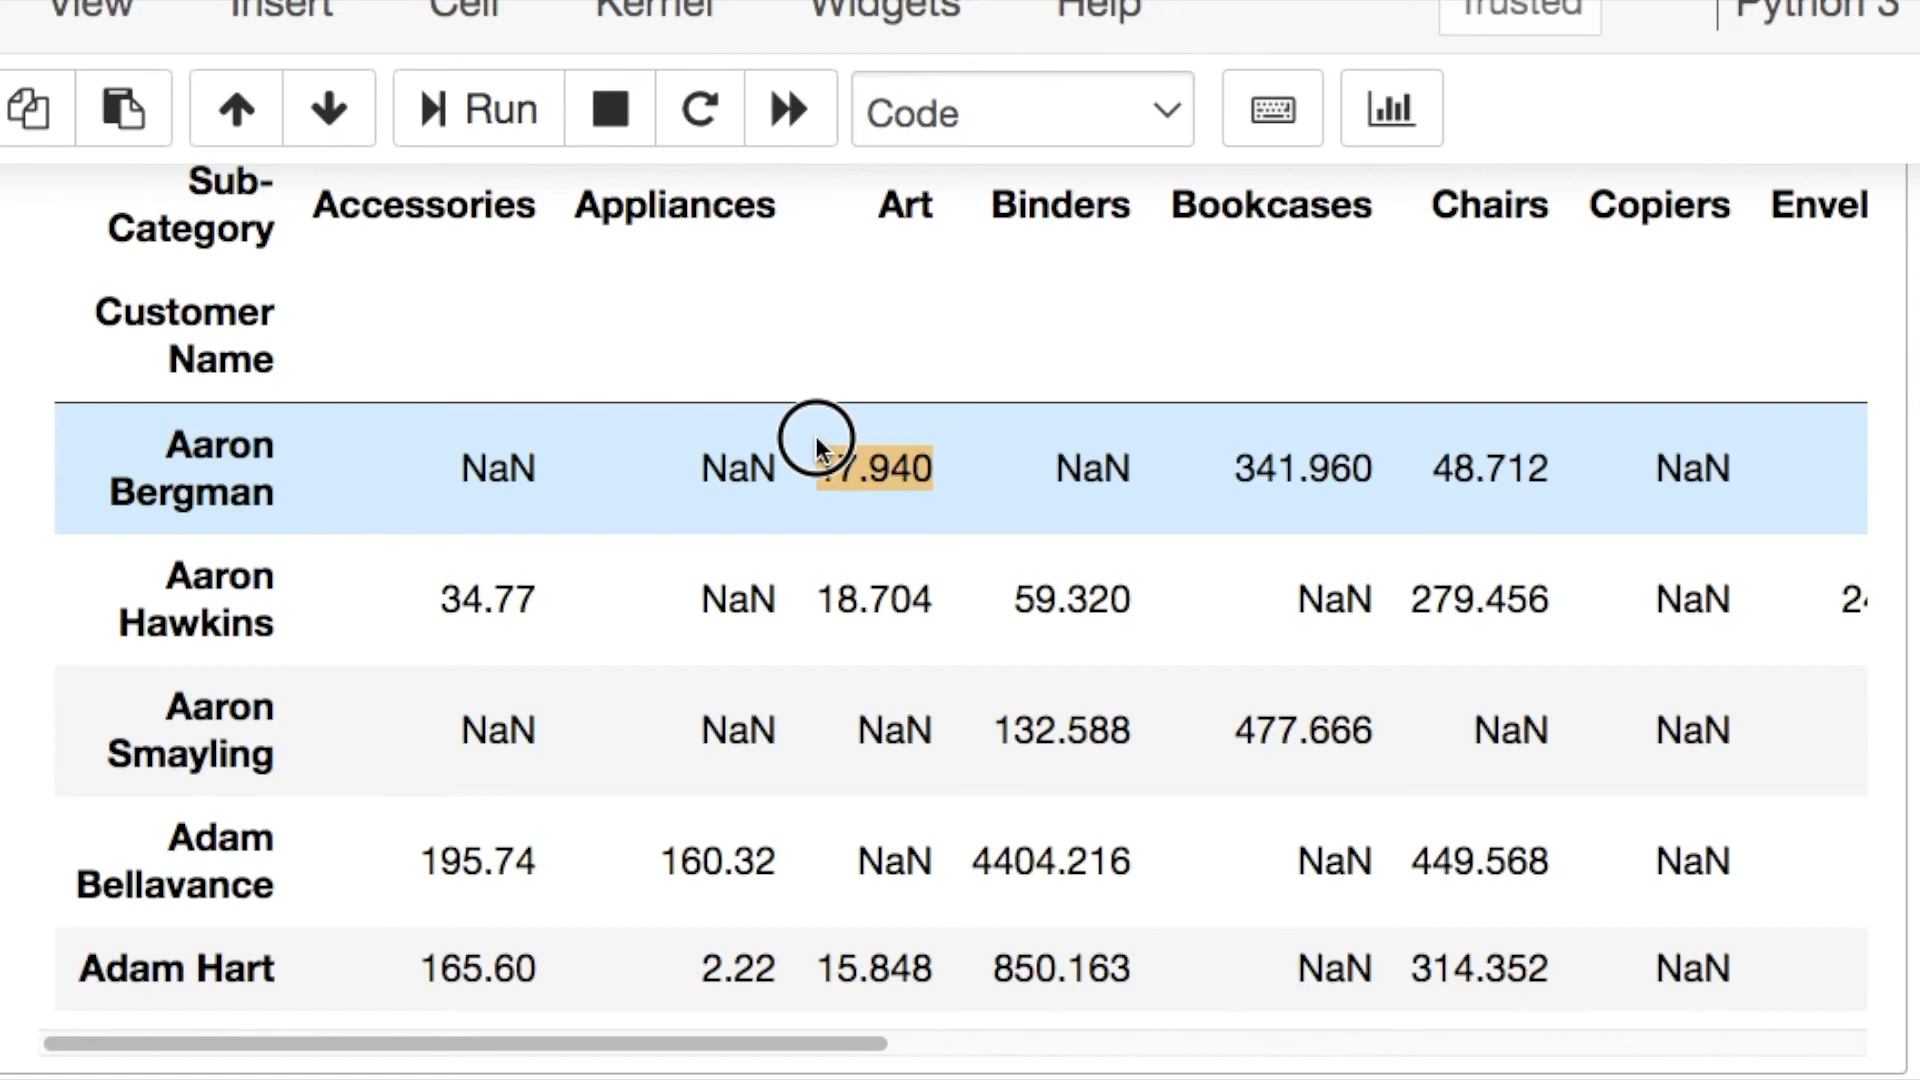 View Insert Cell Kernel Widgets Help Trusted Python 3
Run Code
Sub-Category Accessories Appliances Art Binders Bookcases Chairs Copiers Envel
Customer Name
Aaron Bergman NaN NaN 7.940 NaN 341.960 48.712 NaN
Aaron Hawkins 34.77 NaN 18.704 59.320 NaN 279.456 NaN
Aaron Smayling NaN NaN NaN 132.588 477.666 NaN NaN
Adam Bellavance 195.74 160.32 NaN 4404.216 NaN 449.568 NaN
Adam Hart 165.60 2.22 15.848 850.163 NaN 314.352 NaN